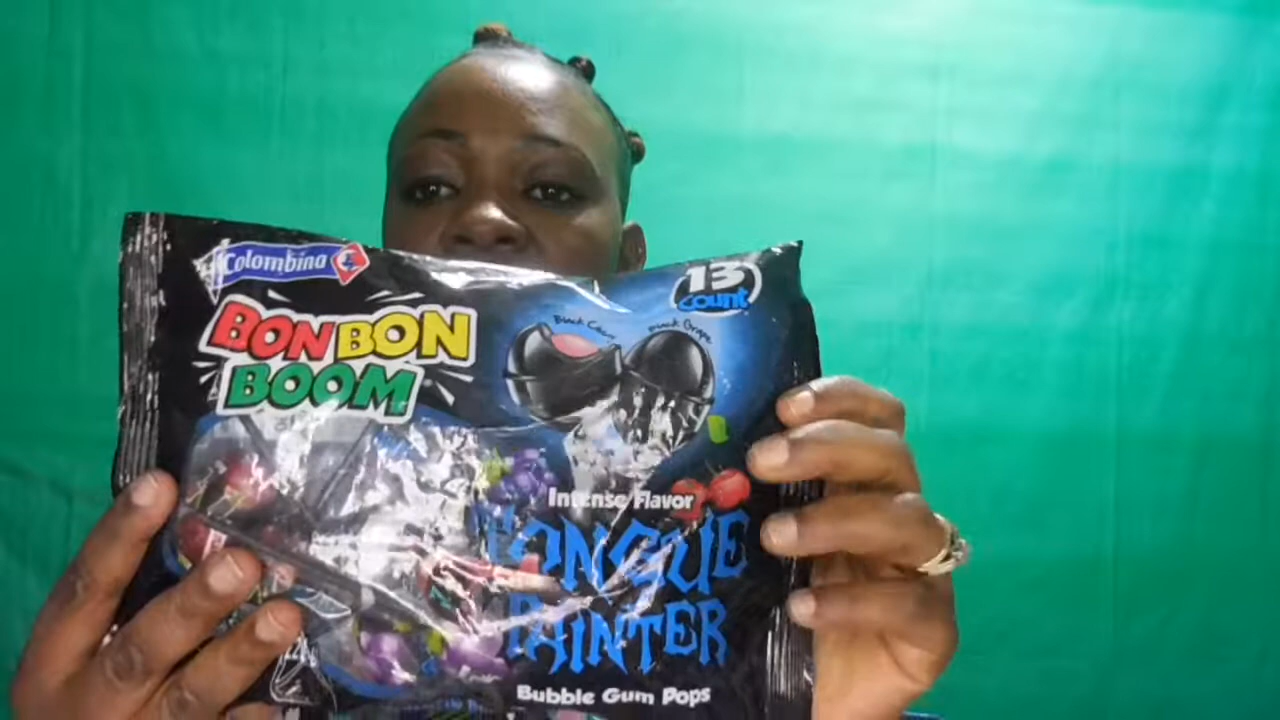 Colombina
BON BON
BOOM
13
count
Black Cherry
Black Grape
Intense Flavor
TONGUE
PAINTER
Bubble Gum Pops